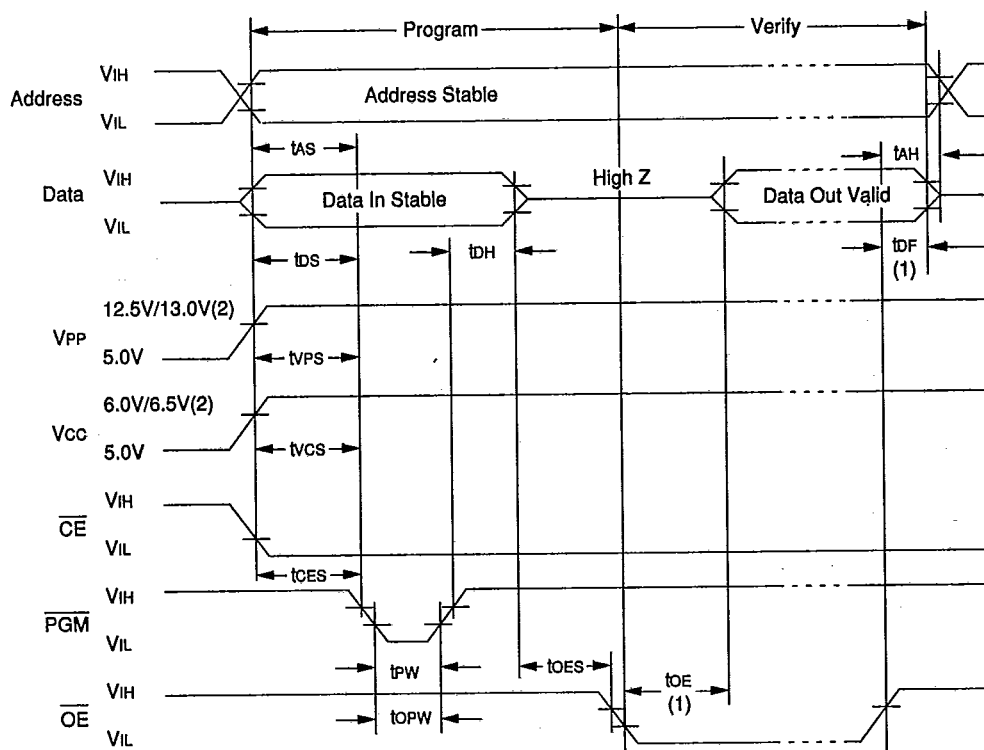 Program Verify
Address VIH Address Stable
VIL
tAS tAH
Data VIH Data In Stable High Z Data Out Valid
VIL
tDS tDH tDF
(1)
12.5V/13.0V(2)
VPP
5.0V tVPS
6.0V/6.5V(2)
VCC
5.0V tVCS
VIH
CE
VIL
tCES
VIH
PGM
VIL
tPW tOES tOE
(1)
VIH
OE tOPW
VIL